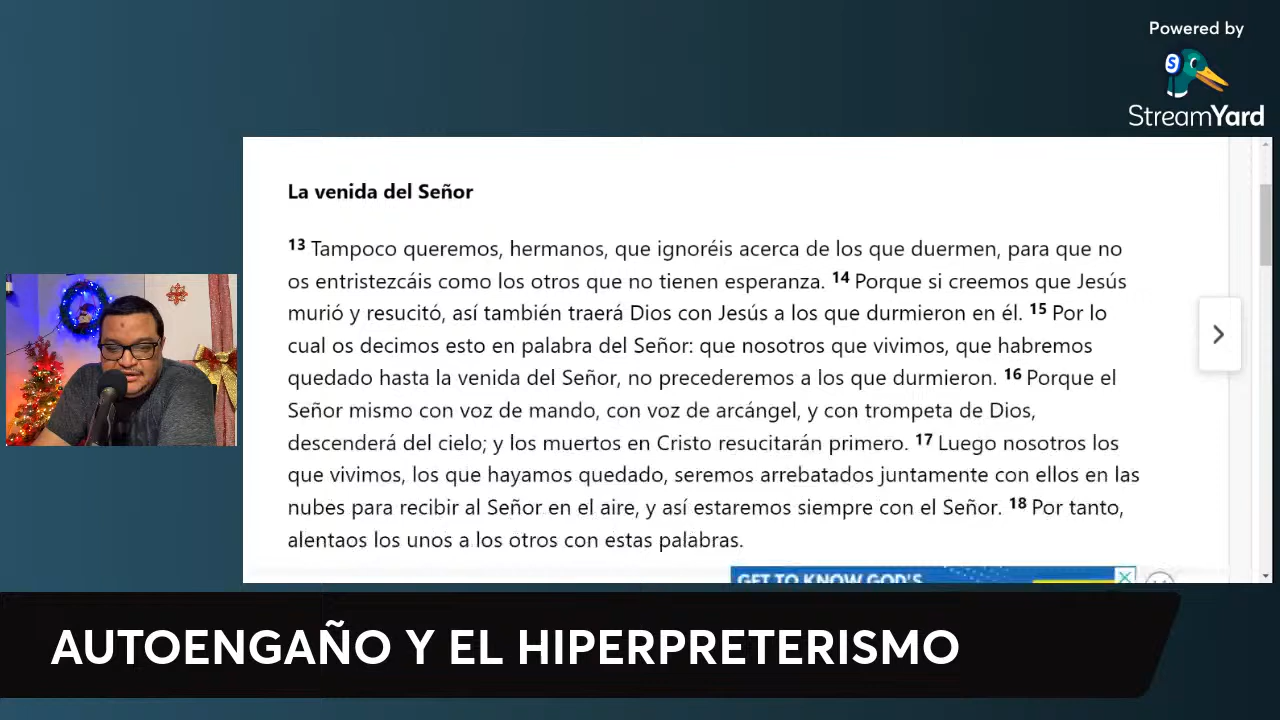 Powered by
S
StreamYard
La venida del Señor
13 Tampoco queremos, hermanos, que ignoréis acerca de los que duermen, para que no
os entristezcáis como los otros que no tienen esperanza. 14 Porque si creemos que Jesús
murió y resucitó, así también traerá Dios con Jesús a los que durmieron en él. 15 Por lo
cual os decimos esto en palabra del Señor: que nosotros que vivimos, que habremos
quedado hasta la venida del Señor, no precederemos a los que durmieron. 16 Porque el
Señor mismo con voz de mando, con voz de arcángel, y con trompeta de Dios,
descenderá del cielo; y los muertos en Cristo resucitarán primero. 17 Luego nosotros los
que vivimos, los que hayamos quedado, seremos arrebatados juntamente con ellos en las
nubes para recibir al Señor en el aire, y así estaremos siempre con el Señor. 18 Por tanto,
alentaos los unos a los otros con estas palabras.
GET TO KNOW GOD'S
AUTOENGAÑO Y EL HIPERPRETERISMO